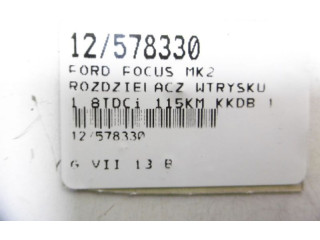 12/578330
FORD FOCUS MK2
ROZDZIELACZ WTRYSKU
1.8TDCi 115KM KKDB I
12/578330
G VII 13 B